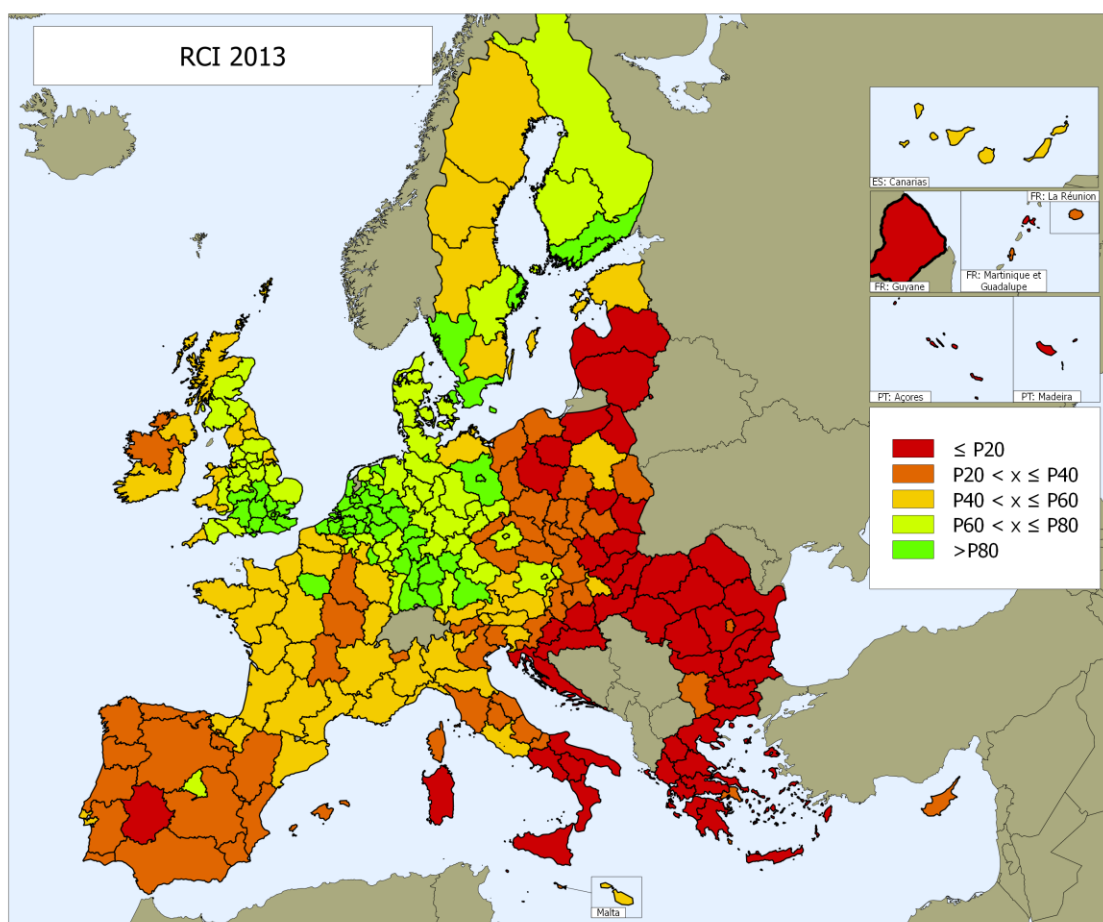 RCI 2013
ES: Canarias
FR: La Réunion
FR: Guyane
FR: Martinique et
Guadalupe
PT: Açores
PT: Madeira
≤ P20
P20 < x ≤ P40
P40 < x ≤ P60
P60 < x ≤ P80
>P80
Malta